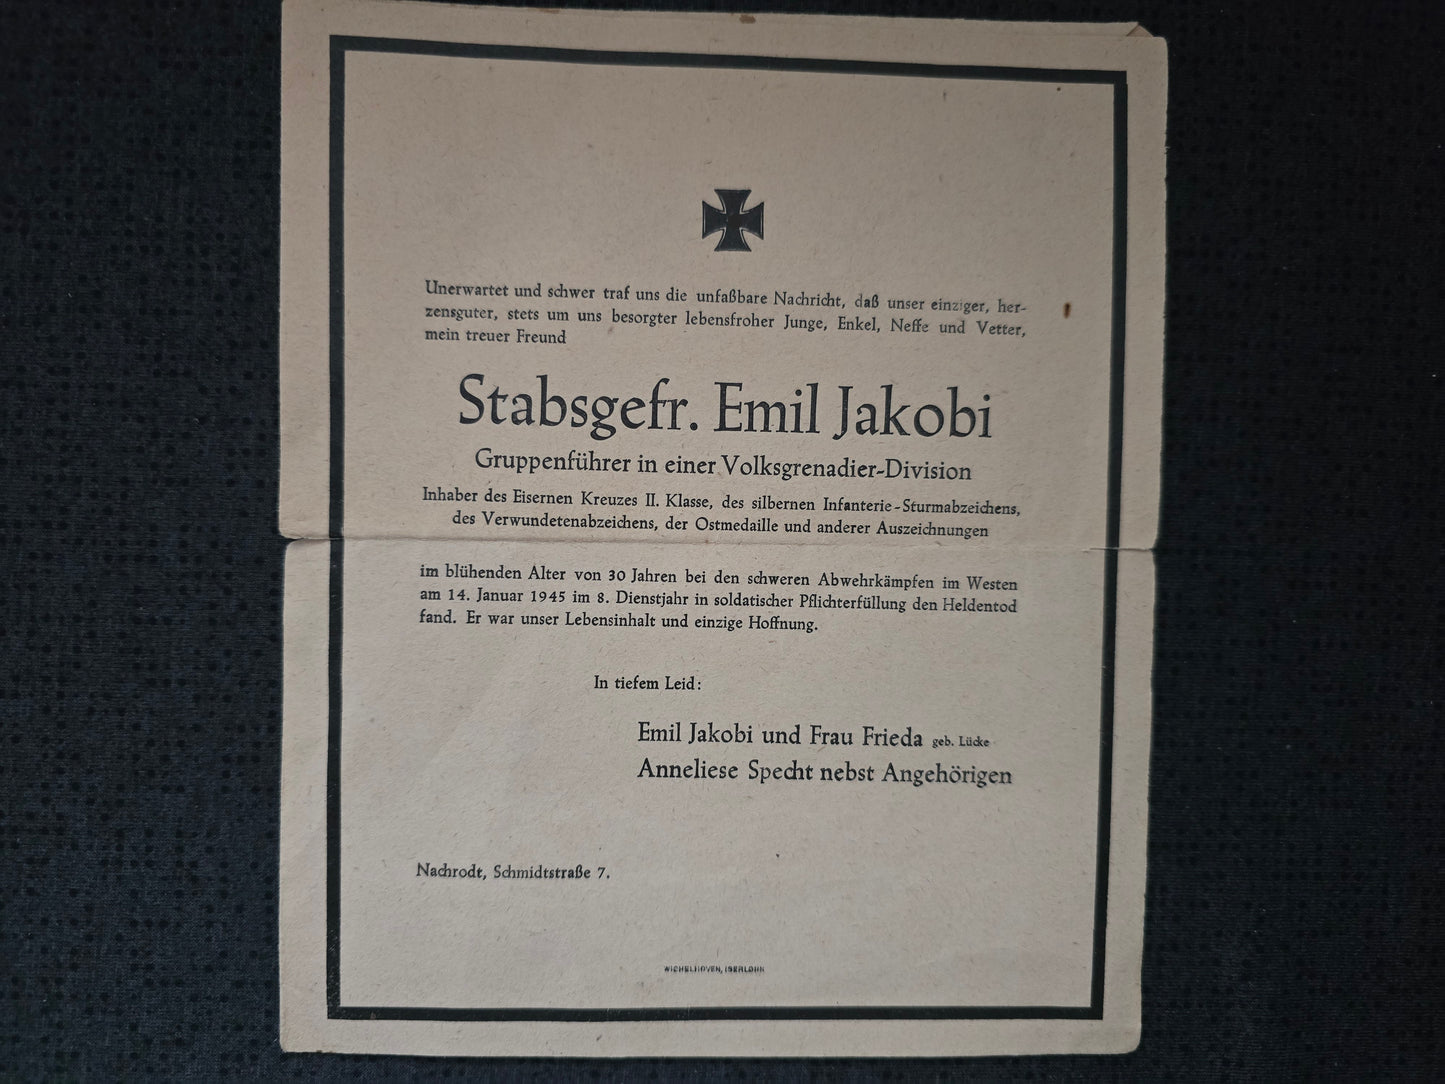 Unerwartet und schwer traf uns die unfaßbare Nachricht, daß unser einziger, her-
zensguter, stets um uns besorgter lebensfroher Junge, Enkel, Neffe und Vetter,
mein treuer Freund
Stabsgefr. Emil Jakobi
Gruppenführer in einer Volksgrenadier-Division
Inhaber des Eisernen Kreuzes II. Klasse, des silbernen Infanterie-Sturmabzeichens,
des Verwundetenabzeichens, der Ostmedaille und anderer Auszeichnungen
im blühenden Alter von 30 Jahren bei den schweren Abwehrkämpfen im Westen
am 14. Januar 1945 im 8. Dienstjahr in soldatischer Pflichterfüllung den Heldentod
fand. Er war unser Lebensinhalt und einzige Hoffnung.
In tiefem Leid:
Emil Jakobi und Frau Frieda geb. Lücke
Anneliese Specht nebst Angehörigen
Nachrodt, Schmidtstraße 7.
WICHELHOVEN, ISERLOHN